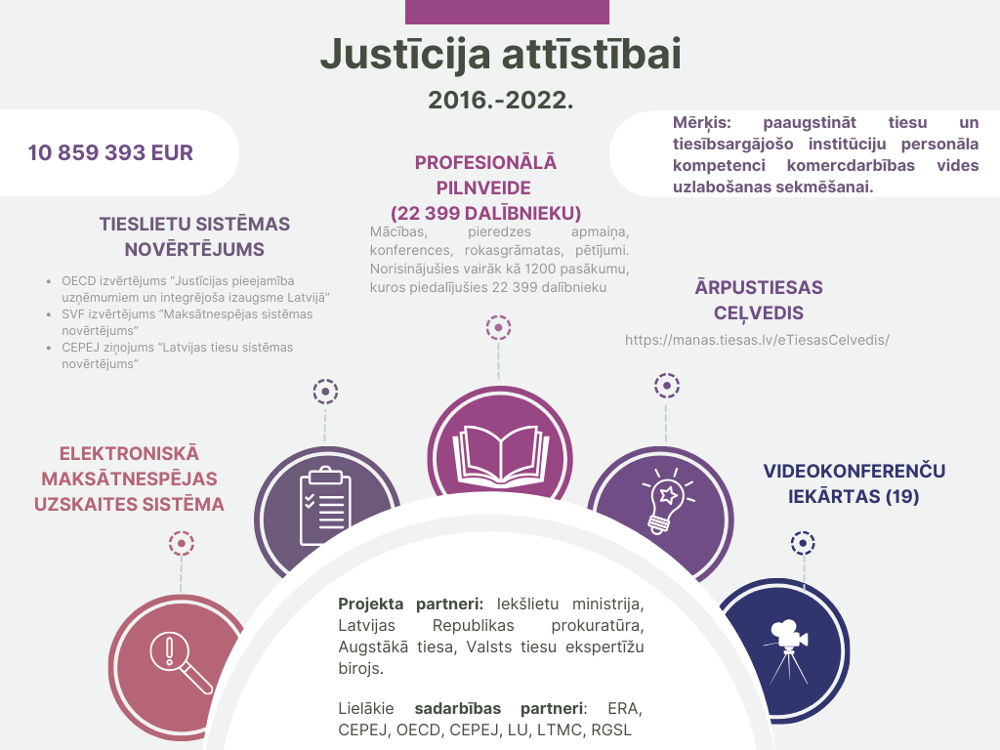 Justīcija attīstībai
2016.-2022.
10 859 393 EUR
Mērķis: paaugstināt tiesu un
tiesībsargājošo institūciju personāla
kompetenci komercdarbības vides
uzlabošanas sekmēšanai.
PROFESIONĀLĀ
PILNVEIDE
(22 399 DALĪBNIEKU)
Mācības, pieredzes apmaiņa,
konferences, rokasgrāmatas, pētījumi.
Norisinājušies vairāk kā 1200 pasākumu,
kuros piedalījušies 22 399 dalībnieku
TIESLIETU SISTĒMAS
NOVĒRTĒJUMS
• OECD izvērtējums “Justīcijas pieejamība
uzņēmumiem un integrējoša izaugsme Latvijā”
• SVF izvērtējums “Maksātnespējas sistēmas
novērtējums”
• CEPEJ ziņojums “Latvijas tiesu sistēmas
novērtējums”
ĀRPUSTIESAS
CEĻVEDIS
https://manas.tiesas.lv/eTiesasCelvedis/
ELEKTRONISKĀ
MAKSĀTNESPĒJAS
UZSKAITES SISTĒMA
VIDEOKONFERENČU
IEKĀRTAS (19)
Projekta partneri: Iekšlietu ministrija,
Latvijas Republikas prokuratūra,
Augstākā tiesa, Valsts tiesu ekspertīžu
birojs.
Lielākie sadarbības partneri: ERA,
CEPEJ, OECD, CEPEJ, LU, LTMC, RGSL